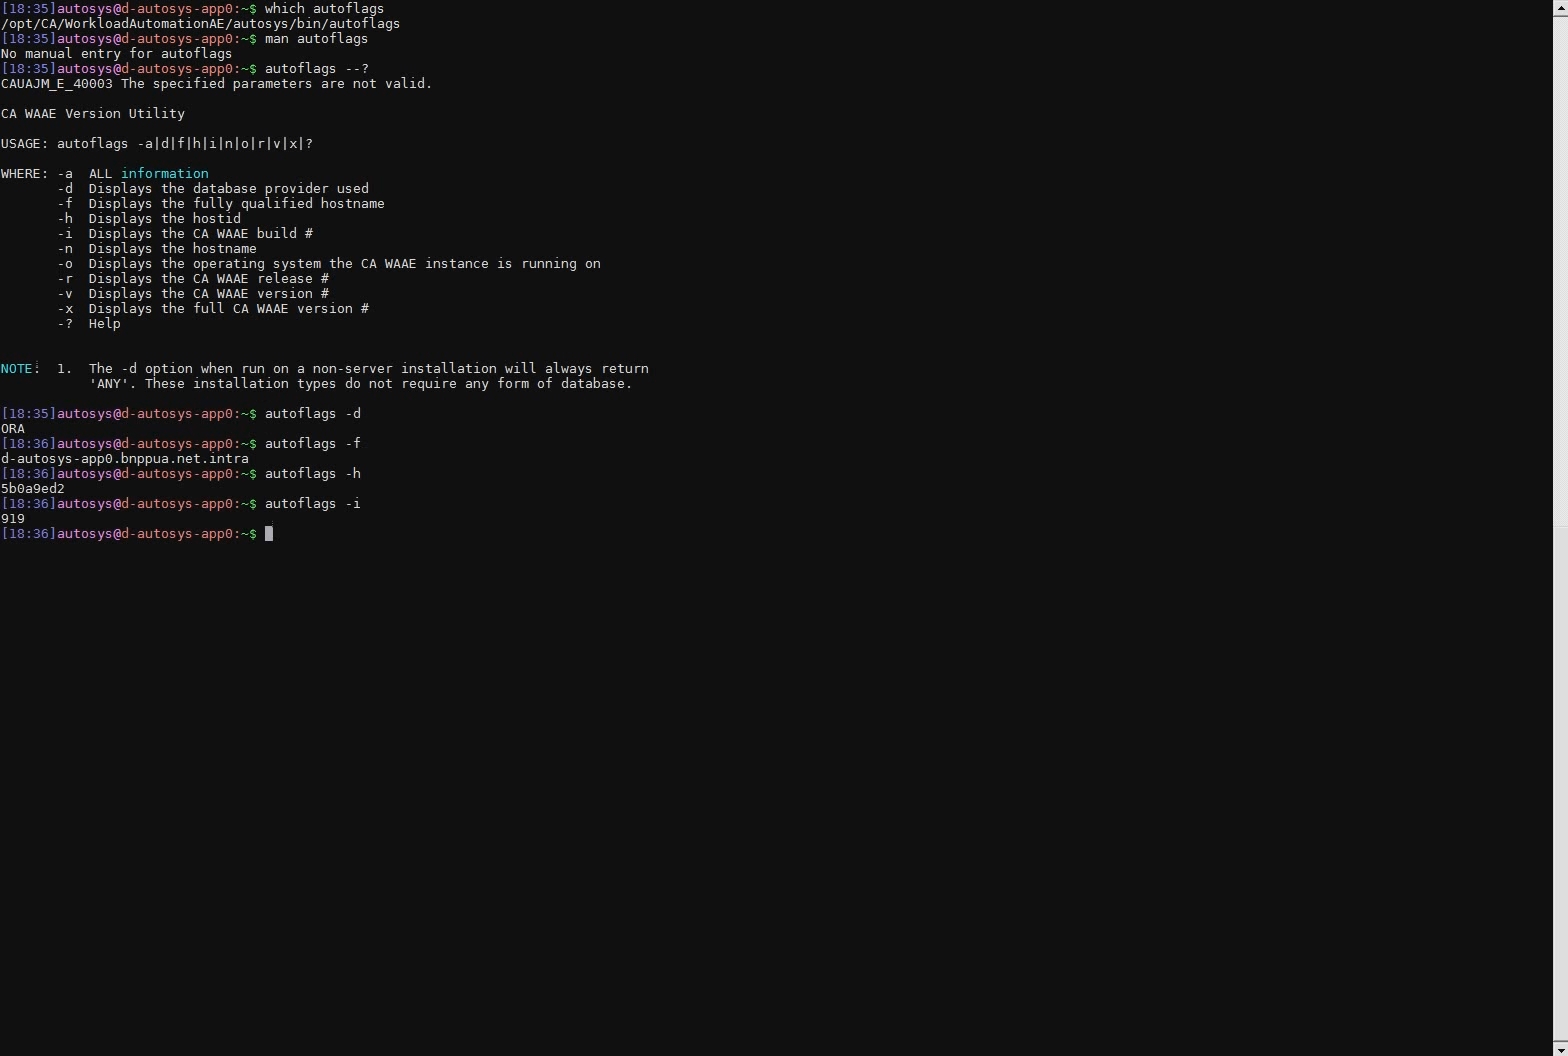 [18:35]autosys@d-autosys-app0:~$ which autoflags
/opt/CA/WorkloadAutomationAE/autosys/bin/autoflags
[18:35]autosys@d-autosys-app0:~$ man autoflags
No manual entry for autoflags
[18:35]autosys@d-autosys-app0:~$ autoflags --?
CAUAJM_E_40003 The specified parameters are not valid.

CA WAAE Version Utility

USAGE: autoflags -a|d|f|h|i|n|o|r|v|x|?

WHERE: -a  ALL information
       -d  Displays the database provider used
       -f  Displays the fully qualified hostname
       -h  Displays the hostid
       -i  Displays the CA WAAE build #
       -n  Displays the hostname
       -o  Displays the operating system the CA WAAE instance is running on
       -r  Displays the CA WAAE release #
       -v  Displays the CA WAAE version #
       -x  Displays the full CA WAAE version #
       -?  Help

NOTE:  1.  The -d option when run on a non-server installation will always return
           'ANY'. These installation types do not require any form of database.

[18:35]autosys@d-autosys-app0:~$ autoflags -d
ORA
[18:36]autosys@d-autosys-app0:~$ autoflags -f
d-autosys-app0.bnppua.net.intra
[18:36]autosys@d-autosys-app0:~$ autoflags -h
5b0a9ed2
[18:36]autosys@d-autosys-app0:~$ autoflags -i
919
[18:36]autosys@d-autosys-app0:~$